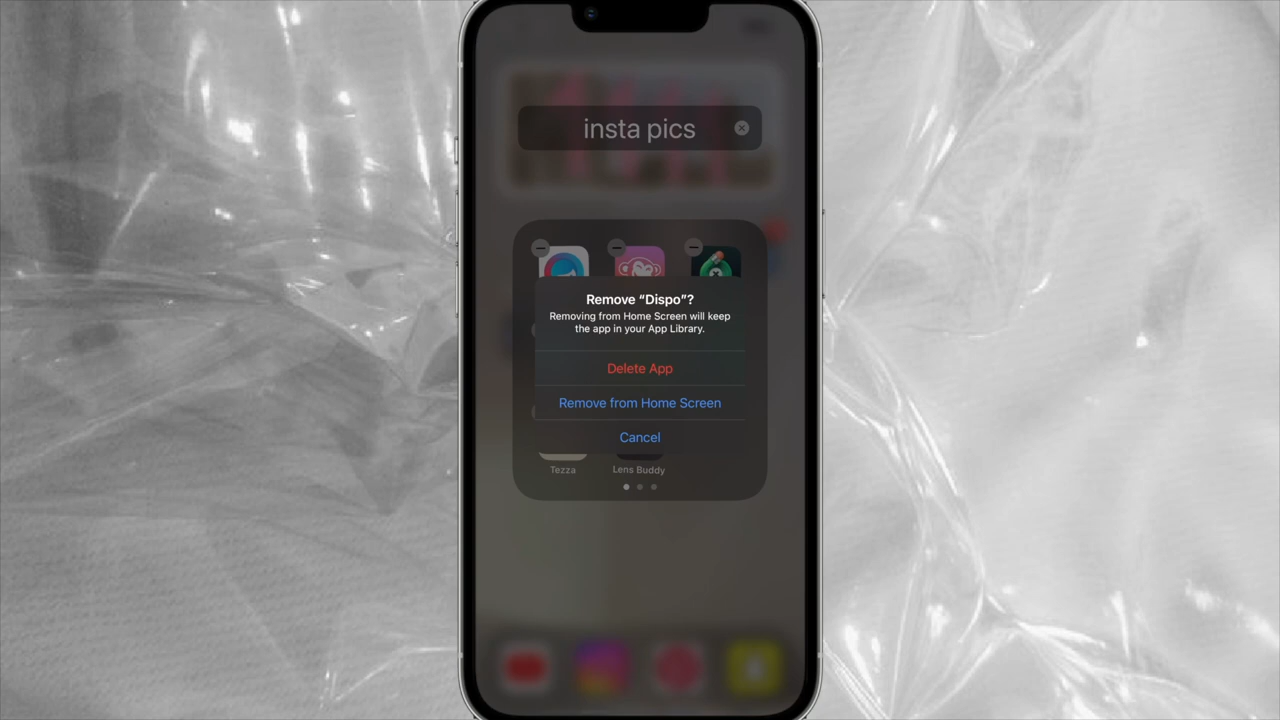 insta pics
Remove “Dispo”?
Removing from Home Screen will keep
the app in your App Library.
Delete App
Remove from Home Screen
Cancel
Tezza
Lens Buddy